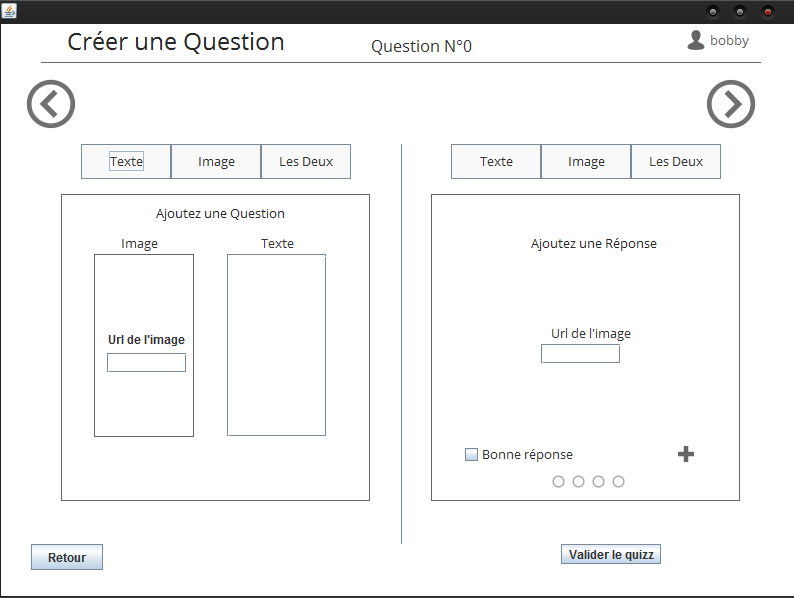 Créer une Question
Question N°0
bobby
Texte Image Les Deux
Ajoutez une Question
Image Texte
Url de l'image
Texte Image Les Deux
Ajoutez une Réponse
Url de l'image
Bonne réponse
Retour
Valider le quizz